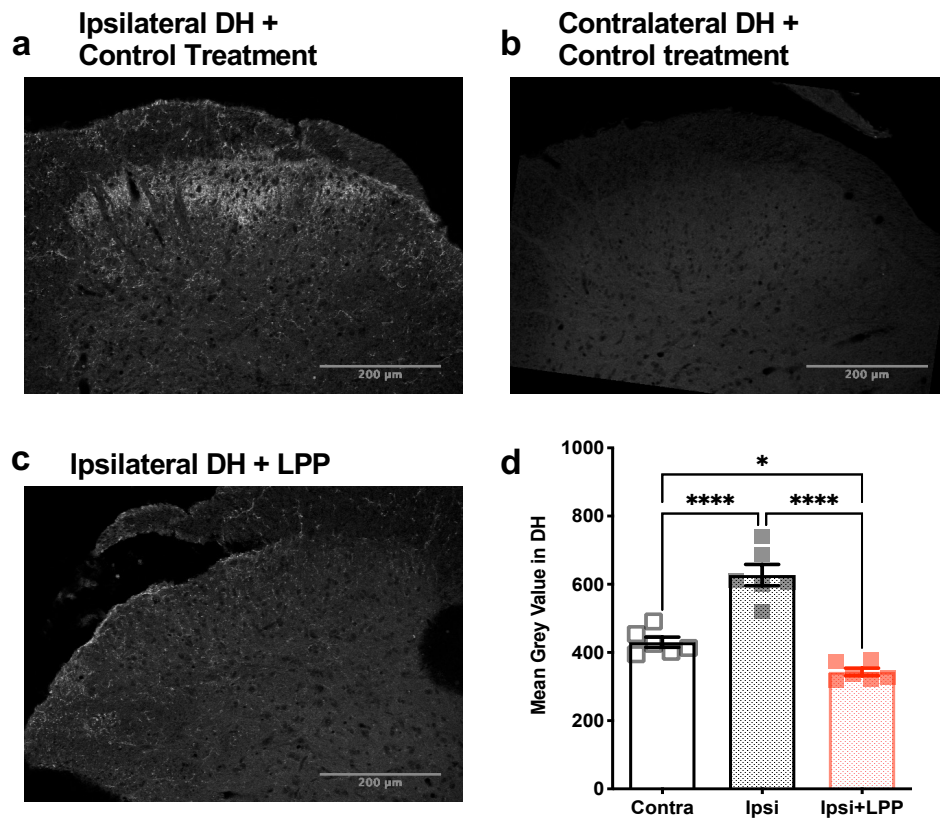 a
Ipsilateral DH +
Control Treatment
b
Contralateral DH +
Control treatment
200 µm
200 µm
c
Ipsilateral DH + LPP
200 µm
d
Mean Grey Value in DH
1000
800
600
400
200
0
*
****
****
Contra
Ipsi
Ipsi+LPP